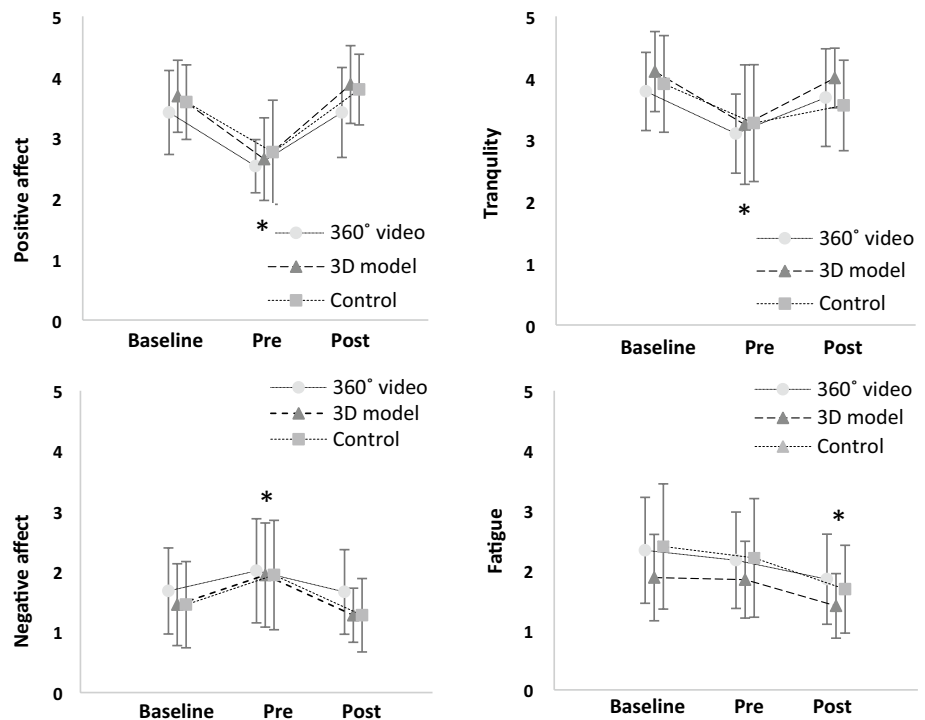 5
4
3
2
1
0
Positive affect
*
360˚ video
3D model
Control
Baseline Pre Post
5
4
3
2
1
0
Tranqulity
*
360˚ video
3D model
Control
Baseline Pre Post
5
4
3
2
1
0
Negative affect
360˚ video
3D model
Control
*
Baseline Pre Post
5
4
3
2
1
0
Fatigue
360˚ video
3D model
Control
*
Baseline Pre Post